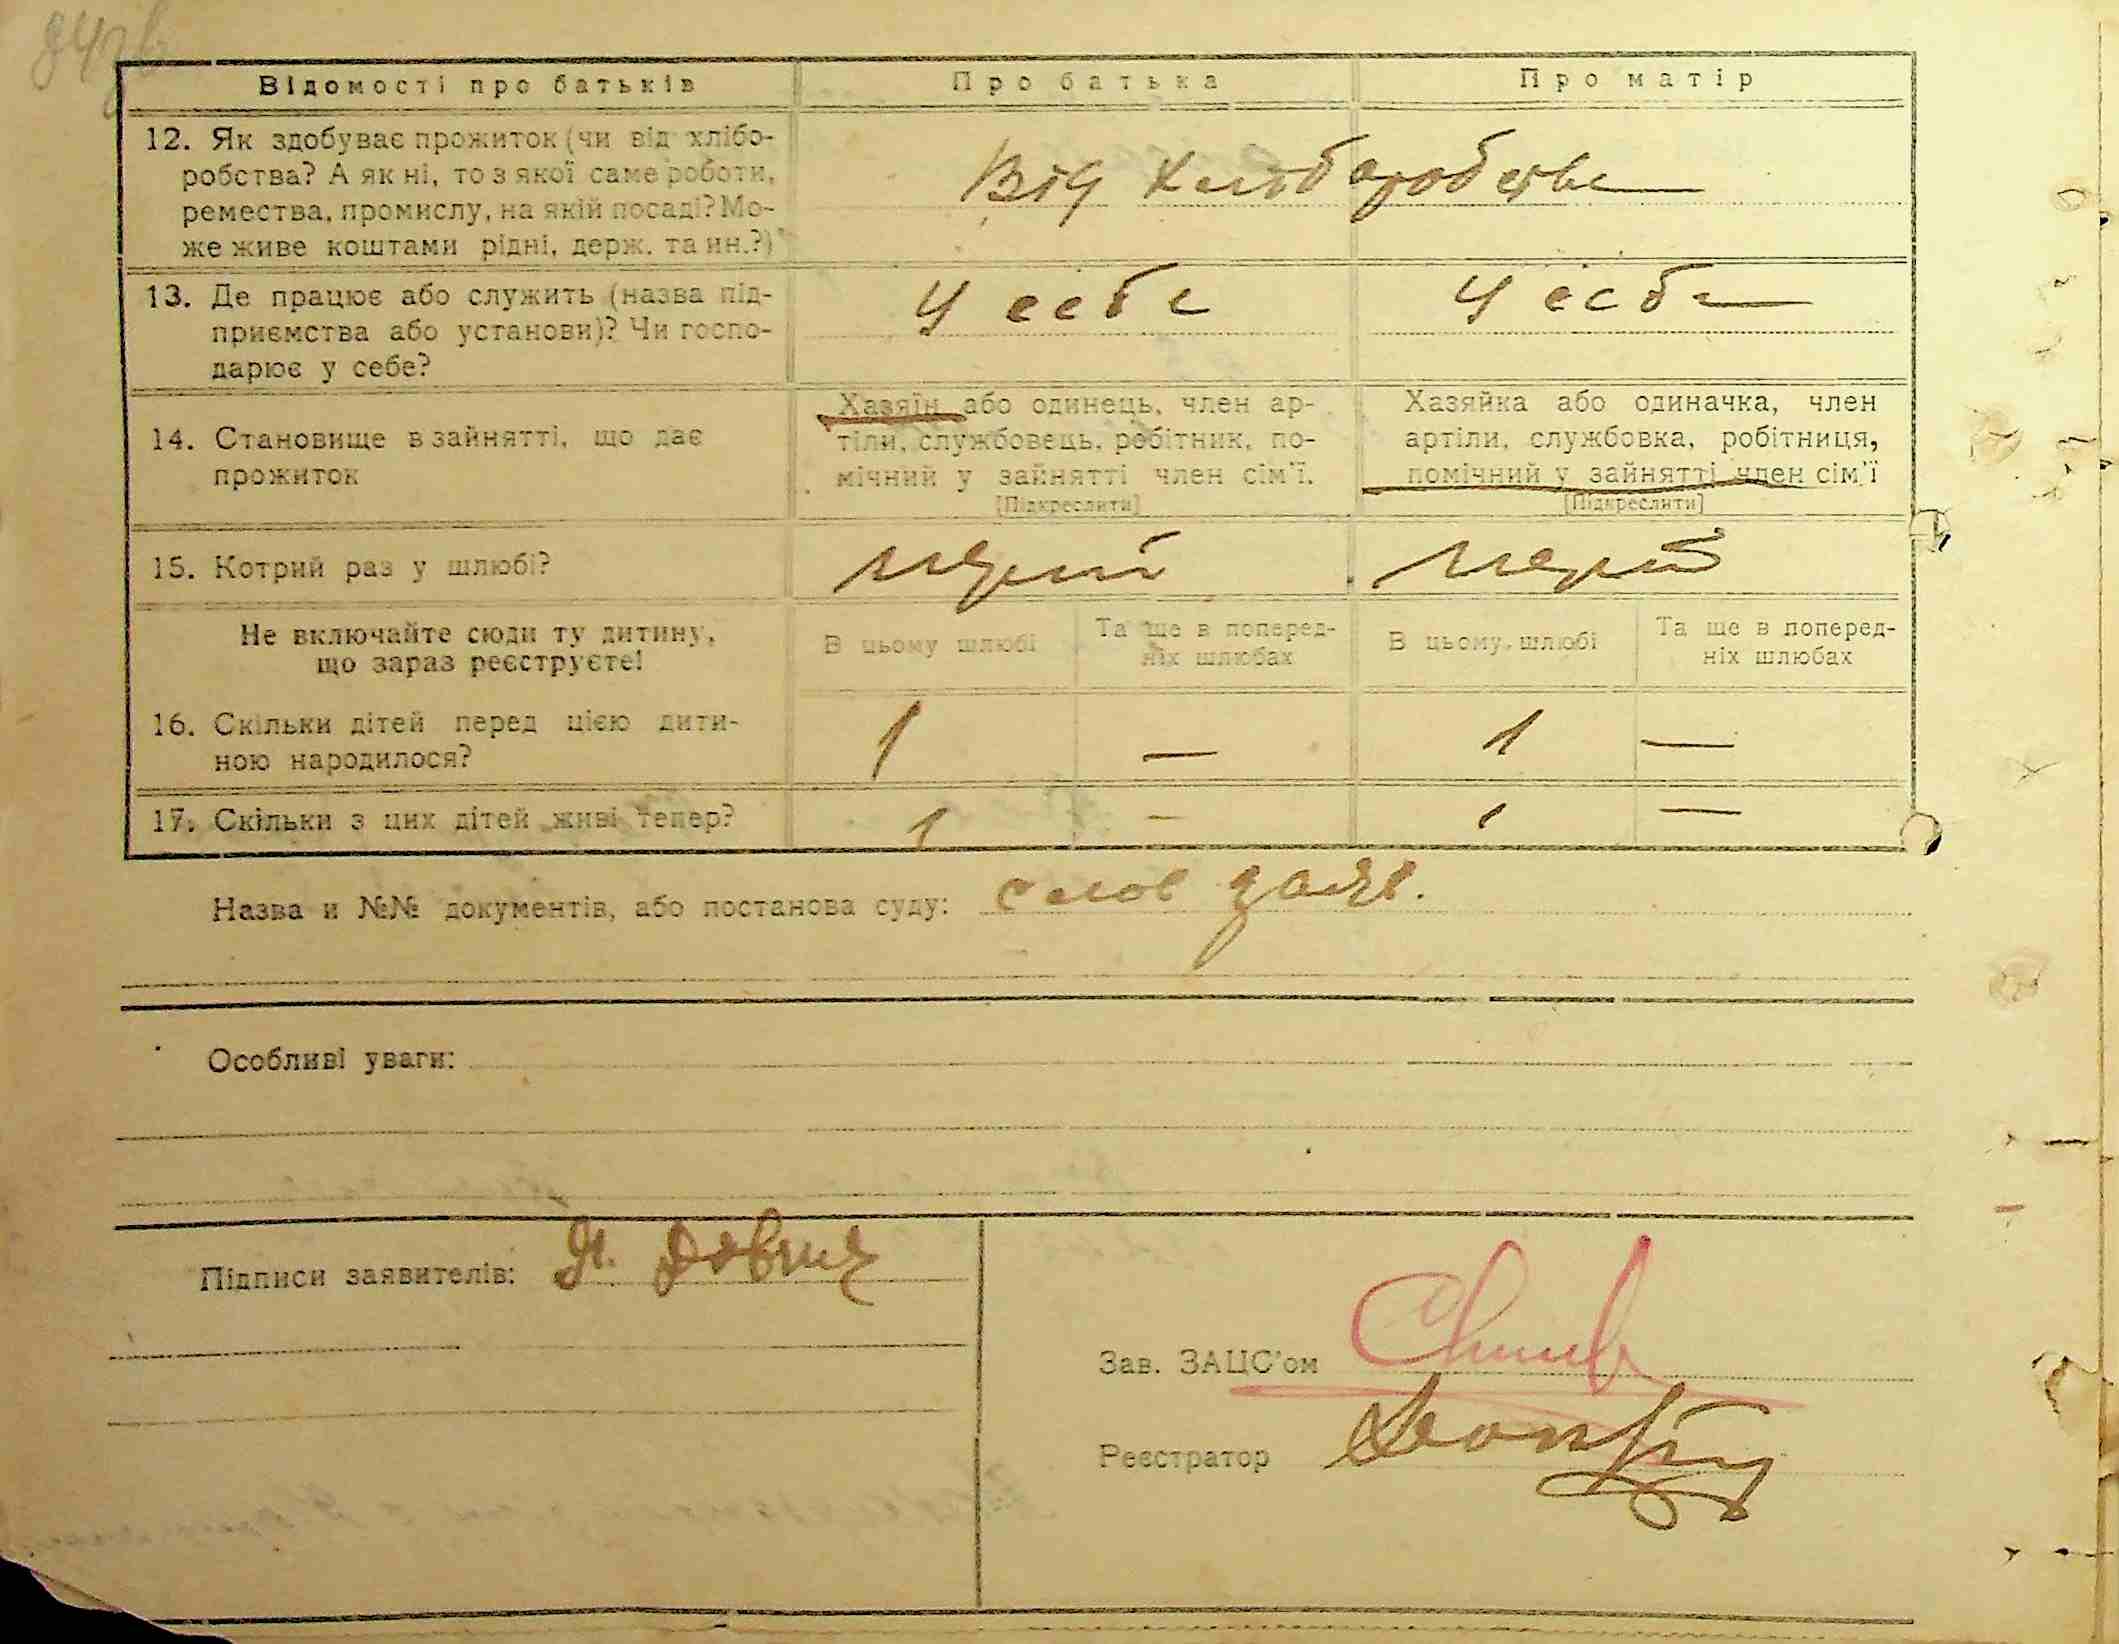 Відомості про батьків
Про батька
Про матір
12. Як здобуває прожиток (чи від хлібо-
робства? А як ні, то з якої саме роботи,
ремества, промислу, на якій посаді? Мо-
же живе коштами рідні, держ. та ин.?)
Від хліборобства
13. Де працює або служить (назва під-
приємства або установи)? Чи госпо-
дарює у себе?
У себе
У себе
14. Становище в зайнятті, що дає
прожиток
Хазяїн або одинець, член ар-
тіли, службовець, робітник, по-
мічний у зайнятті член сім'ї.
[Підкреслити]
Хазяйка або одиначка, член
артіли, службовка, робітниця,
помічний у зайнятті член сім'ї
[Підкреслити]
15. Котрий раз у шлюбі?
Не включайте сюди ту дитину,
що зараз реєструєте!
В цьому шлюбі
Та ще в поперед-
ніх шлюбах
В цьому шлюбі
Та ще в поперед-
ніх шлюбах
16. Скільки дітей перед цією дити-
ною народилося?
1
—
1
—
17. Скільки з цих дітей живі тепер?
1
—
1
—
Назва и №№ документів, або постанова суду: слов заяв.
Особливі уваги:
Підписи заявителів:
Зав. ЗАЦС'ом
Реєстратор